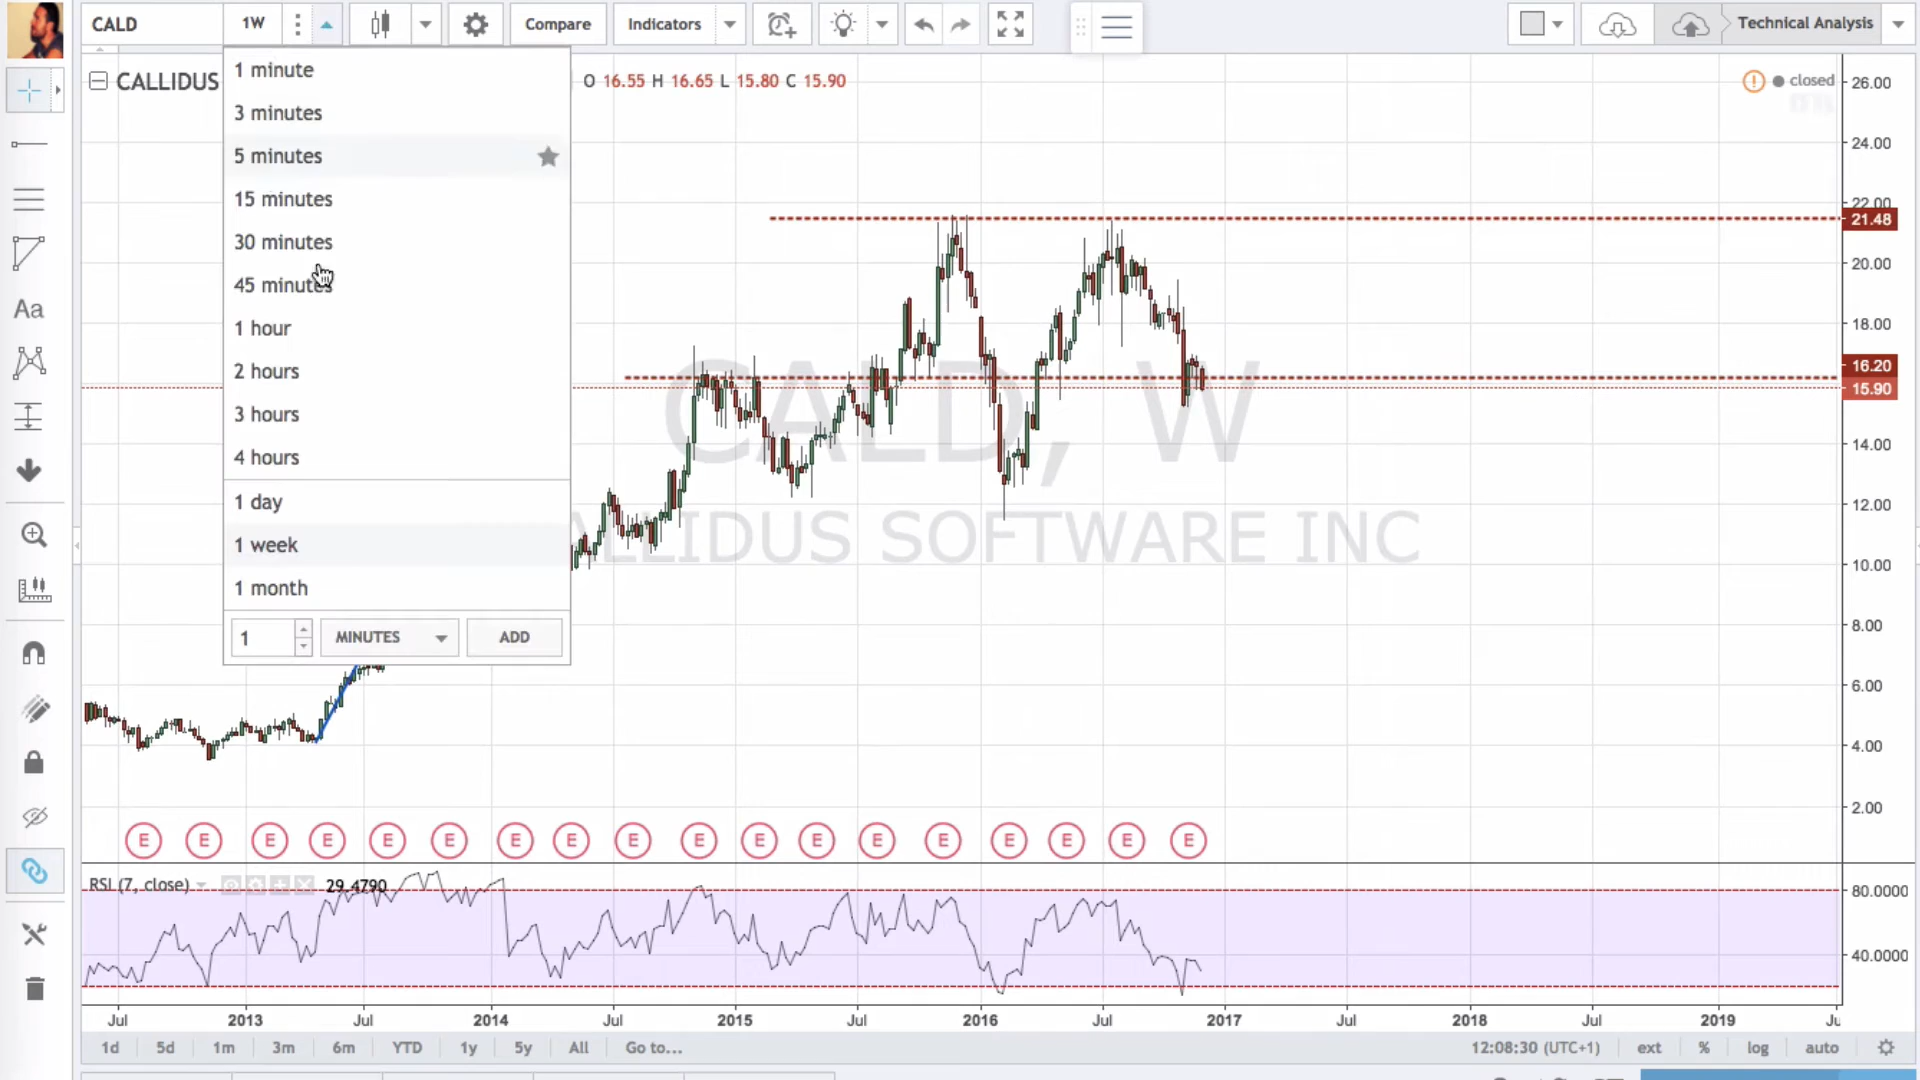 CALD 1W Compare Indicators Technical Analysis
CALLIDUS O 16.55 H 16.65 L 15.80 C 15.90 closed
1 minute
3 minutes
5 minutes
15 minutes
30 minutes
45 minutes
1 hour
2 hours
3 hours
4 hours
1 day
1 week
1 month
1 MINUTES ADD
Aa
CALD, W
ALLIDUS SOFTWARE INC
26.00
24.00
22.00
21.48
20.00
18.00
16.20
15.90
14.00
12.00
10.00
8.00
6.00
4.00
2.00
E E E E E E E E E E E E E E E E E E
RSI (7, close) 29.4790
80.0000
40.0000
Jul 2013 Jul 2014 Jul 2015 Jul 2016 Jul 2017 Jul 2018 Jul 2019 Ju
1d 5d 1m 3m 6m YTD 1y 5y All Go to... 12:08:30 (UTC+1) ext % log auto